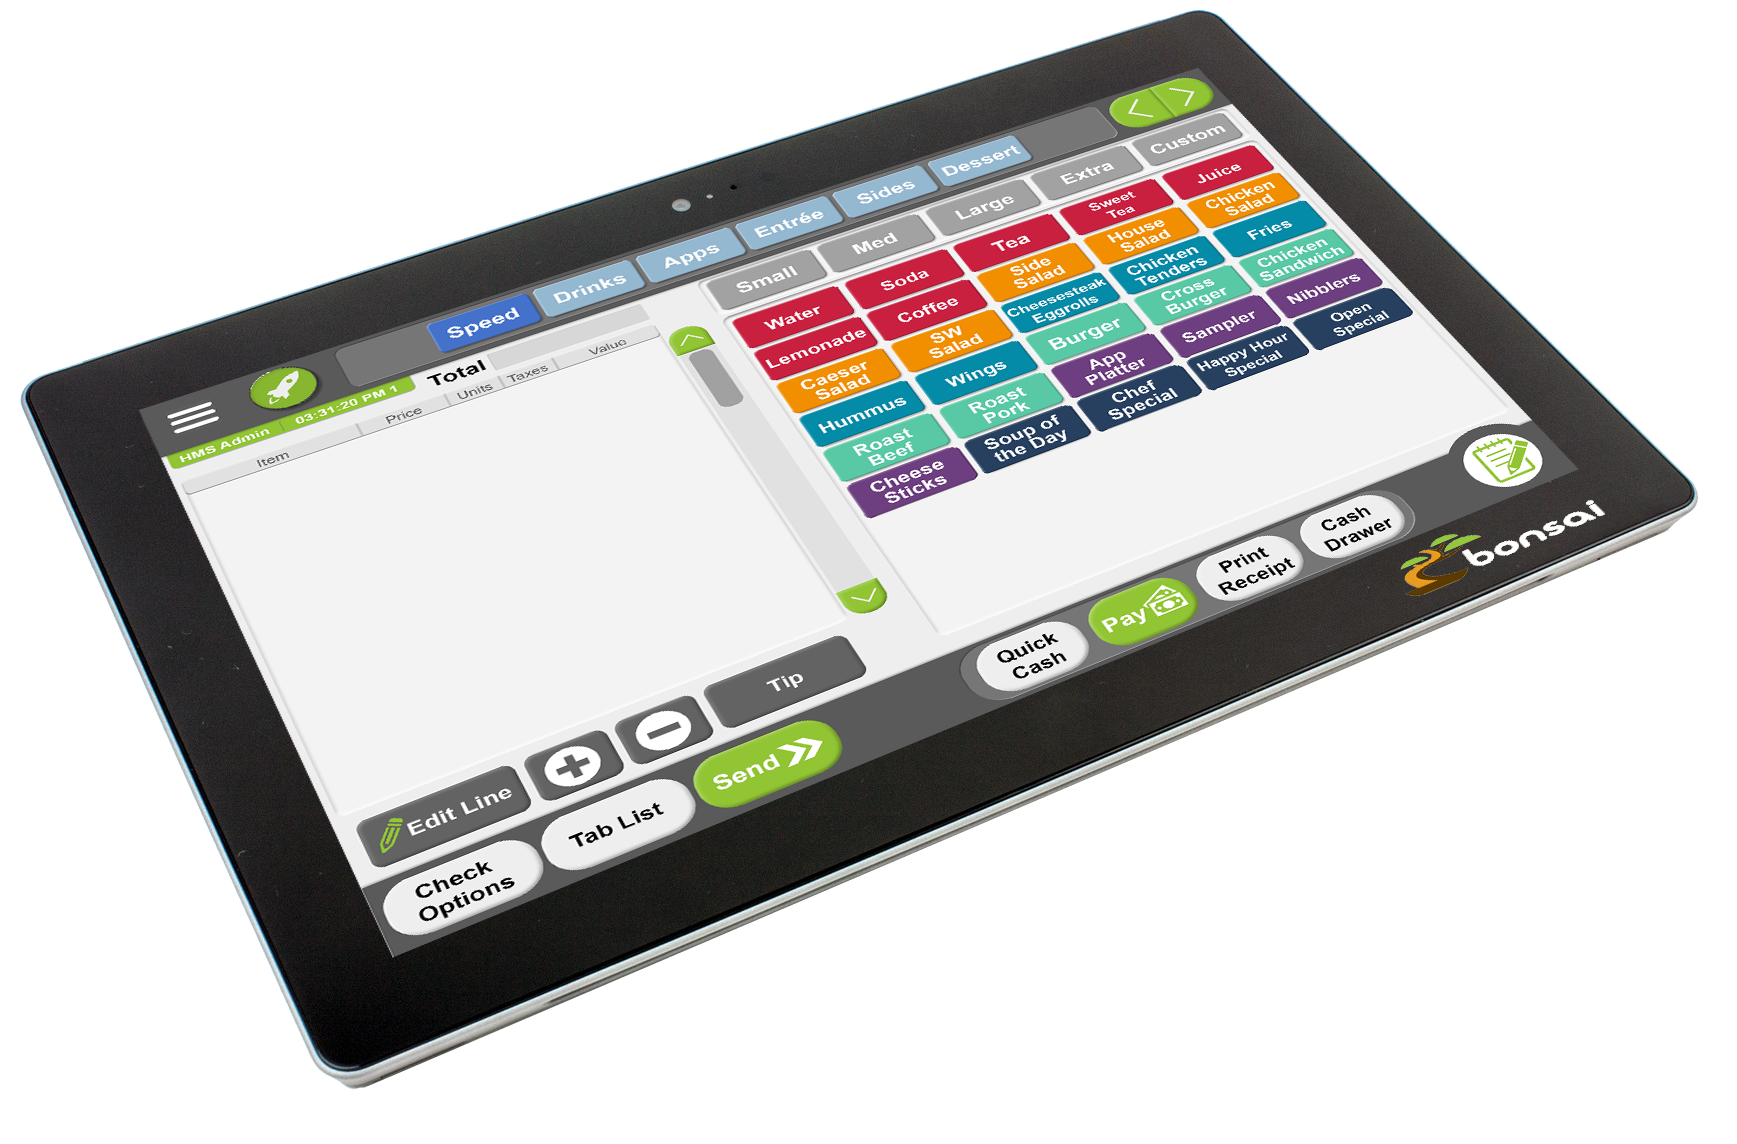 Speed
Drinks
Apps
Entrée
Sides
Dessert
HMS Admin
03:31:20 PM 1
Total
Item
Price
Units
Taxes
Value
Small
Med
Large
Extra
Custom
Water
Soda
Tea
Sweet
Tea
Juice
Lemonade
Coffee
Side
Salad
House
Salad
Chicken
Salad
Caeser
Salad
SW
Salad
Cheesesteak
Eggrolls
Chicken
Tenders
Fries
Hummus
Wings
Burger
Cross
Burger
Chicken
Sandwich
Roast
Beef
Roast
Pork
App
Platter
Sampler
Nibblers
Cheese
Sticks
Soup of
the Day
Chef
Special
Happy Hour
Special
Open
Special
Edit Line
Tip
Check
Options
Tab List
Send
Quick
Cash
Pay
Print
Receipt
Cash
Drawer
bonsai